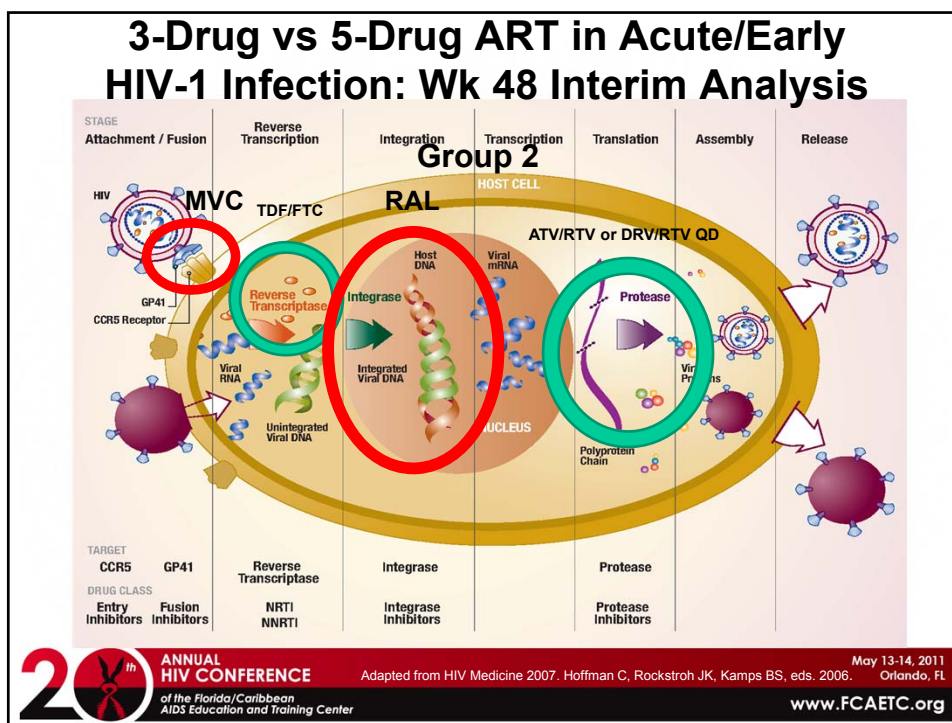 3-Drug vs 5-Drug ART in Acute/Early
HIV-1 Infection: Wk 48 Interim Analysis
STAGE
Attachment / Fusion
Reverse
Transcription
Integration
Transcription
Translation
Assembly
Release
Group 2
HOST CELL
HIV
MVC
TDF/FTC
RAL
ATV/RTV or DRV/RTV QD
GP41
CCR5 Receptor
Reverse
Transcriptase
Integrase
Host
DNA
Viral
mRNA
Protease
Viral
RNA
Integrated
Viral DNA
Unintegrated
Viral DNA
NUCLEUS
Viral
Proteins
Polyprotein
Chain
TARGET
CCR5
GP41
Reverse
Transcriptase
Integrase
Protease
DRUG CLASS
Entry
Inhibitors
Fusion
Inhibitors
NRTI
NNRTI
Integrase
Inhibitors
Protease
Inhibitors
20th
ANNUAL
HIV CONFERENCE
of the Florida/Caribbean
AIDS Education and Training Center
Adapted from HIV Medicine 2007. Hoffman C, Rockstroh JK, Kamps BS, eds. 2006.
May 13-14, 2011
Orlando, FL
www.FCAETC.org